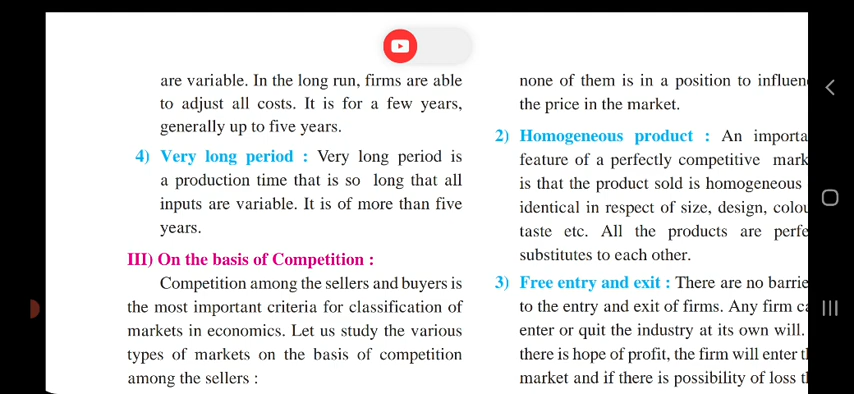 are variable. In the long run, firms are able
to adjust all costs. It is for a few years,
generally up to five years.
4) Very long period : Very long period is
a production time that is so long that all
inputs are variable. It is of more than five
years.
III) On the basis of Competition :
Competition among the sellers and buyers is
the most important criteria for classification of
markets in economics. Let us study the various
types of markets on the basis of competition
among the sellers :
none of them is in a position to influen
the price in the market.
2) Homogeneous product : An importa
feature of a perfectly competitive mark
is that the product sold is homogeneous
identical in respect of size, design, colou
taste etc. All the products are perfe
substitutes to each other.
3) Free entry and exit : There are no barrie
to the entry and exit of firms. Any firm ca
enter or quit the industry at its own will.
there is hope of profit, the firm will enter t
market and if there is possibility of loss t